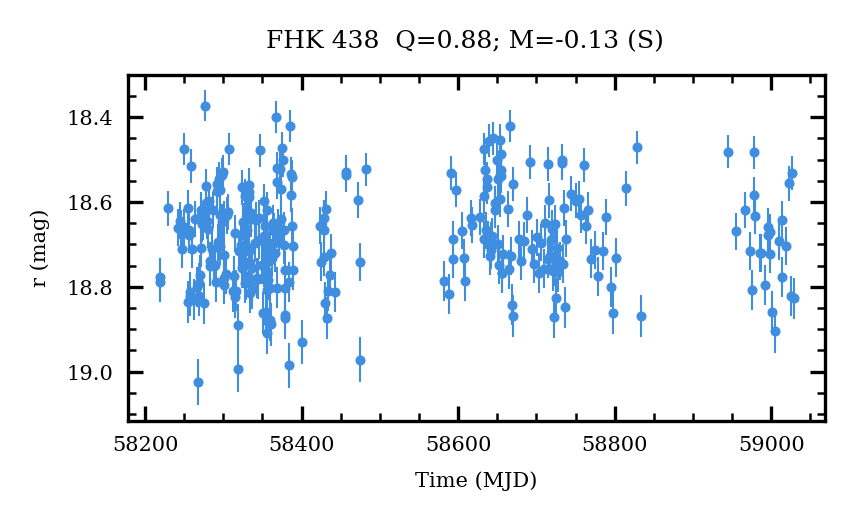 FHK 438  Q=0.88; M=-0.13 (S)
18.4
18.6
18.8
19.0
r (mag)
58200 58400 58600 58800 59000
Time (MJD)